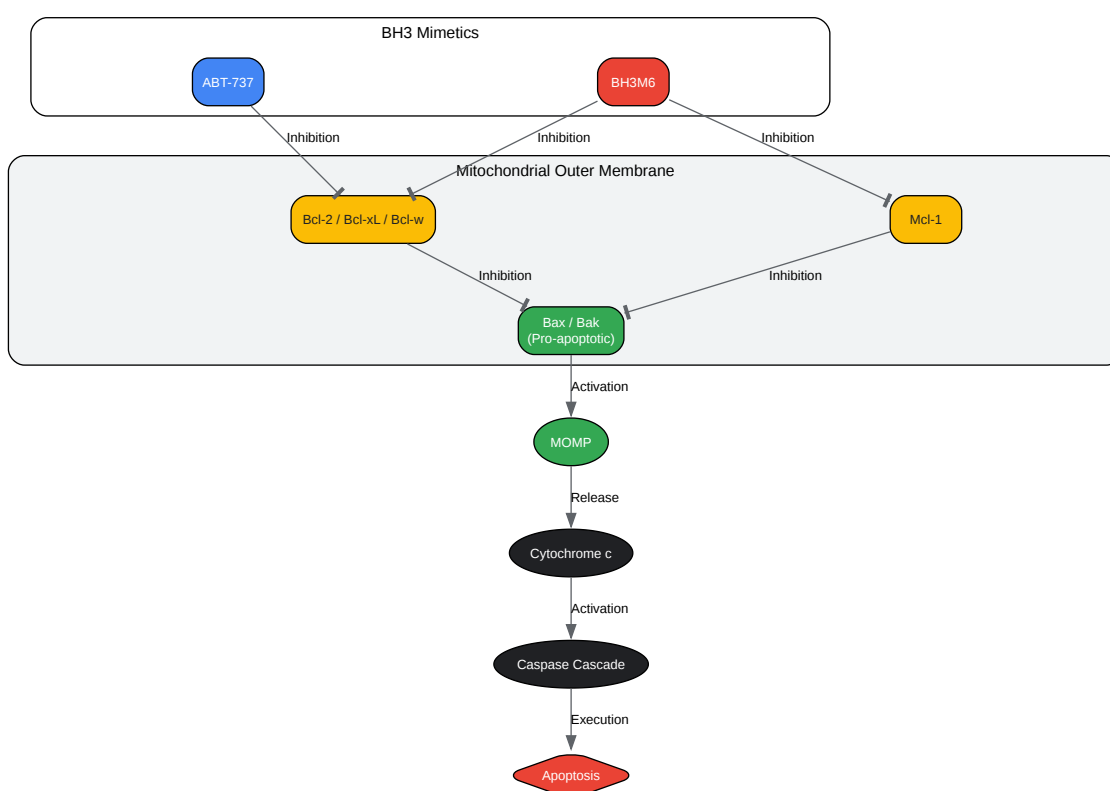 BH3 Mimetics
ABT-737
BH3M6
Inhibition
Inhibition
Inhibition
Mitochondrial Outer Membrane
Bcl-2 / Bcl-xL / Bcl-w
Mcl-1
Inhibition
Inhibition
Bax / Bak
(Pro-apoptotic)
Activation
MOMP
Release
Cytochrome c
Activation
Caspase Cascade
Execution
Apoptosis